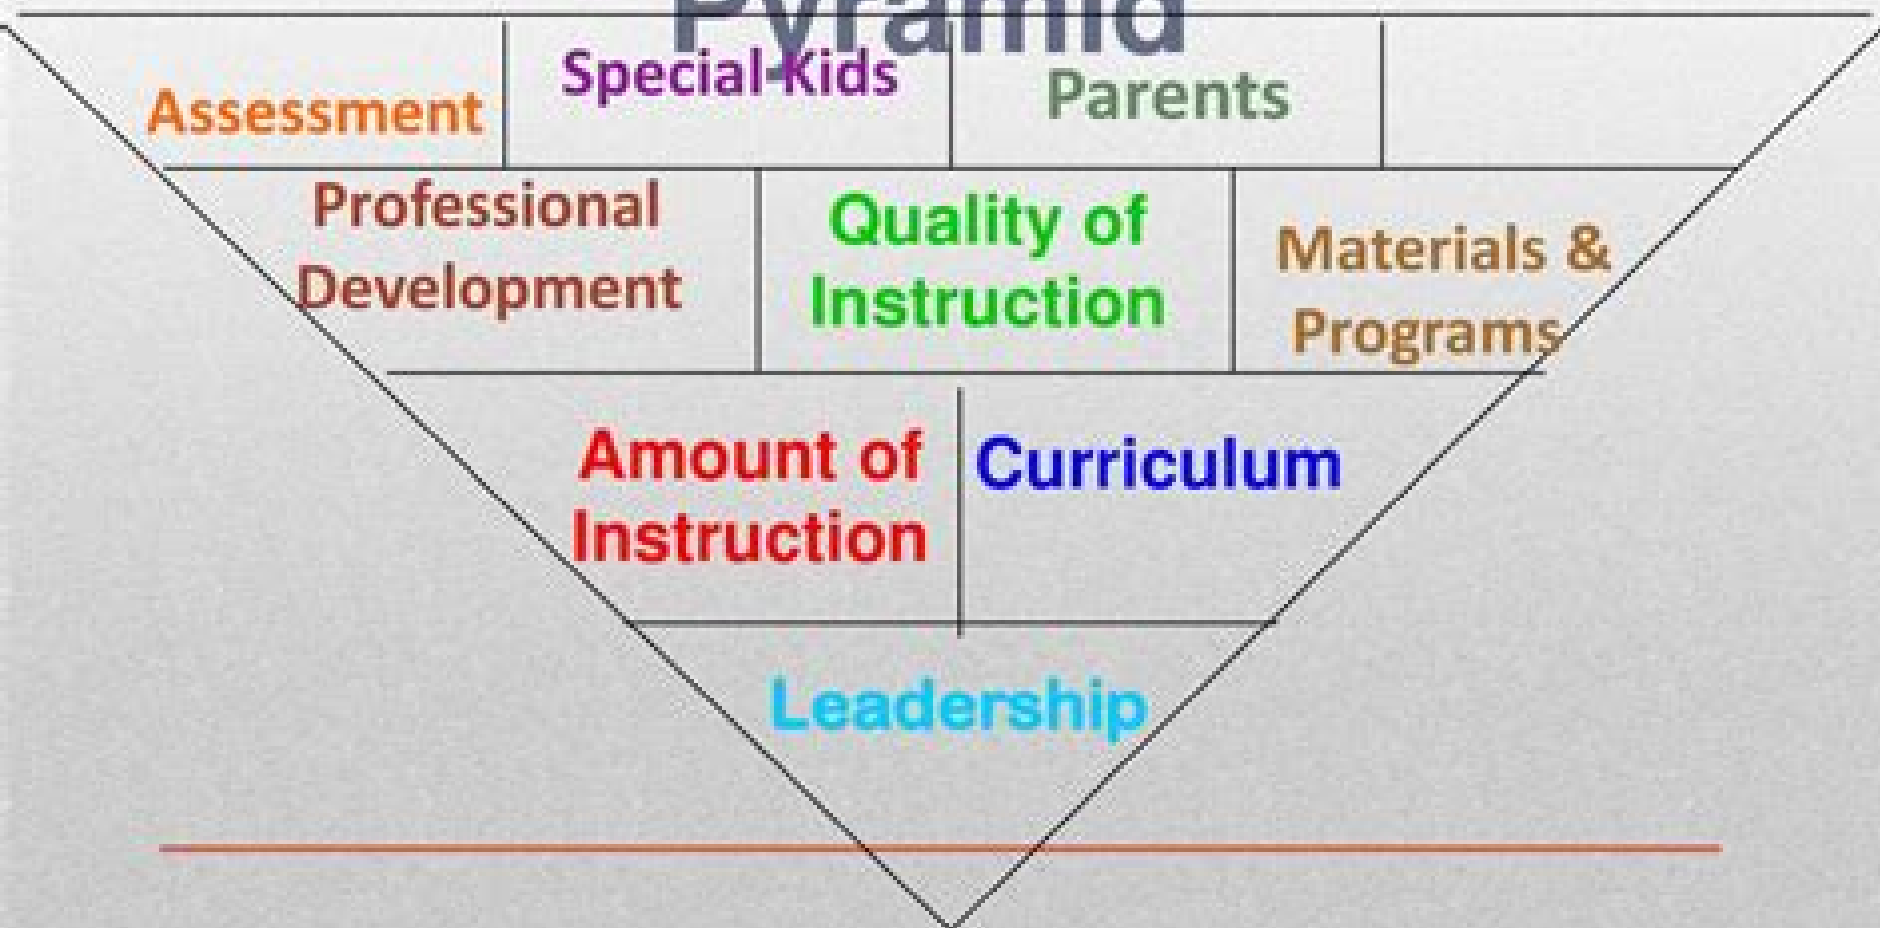 Pyramid
Assessment
Special Kids
Parents
Professional
Development
Quality of
Instruction
Materials &
Programs
Amount of
Instruction
Curriculum
Leadership